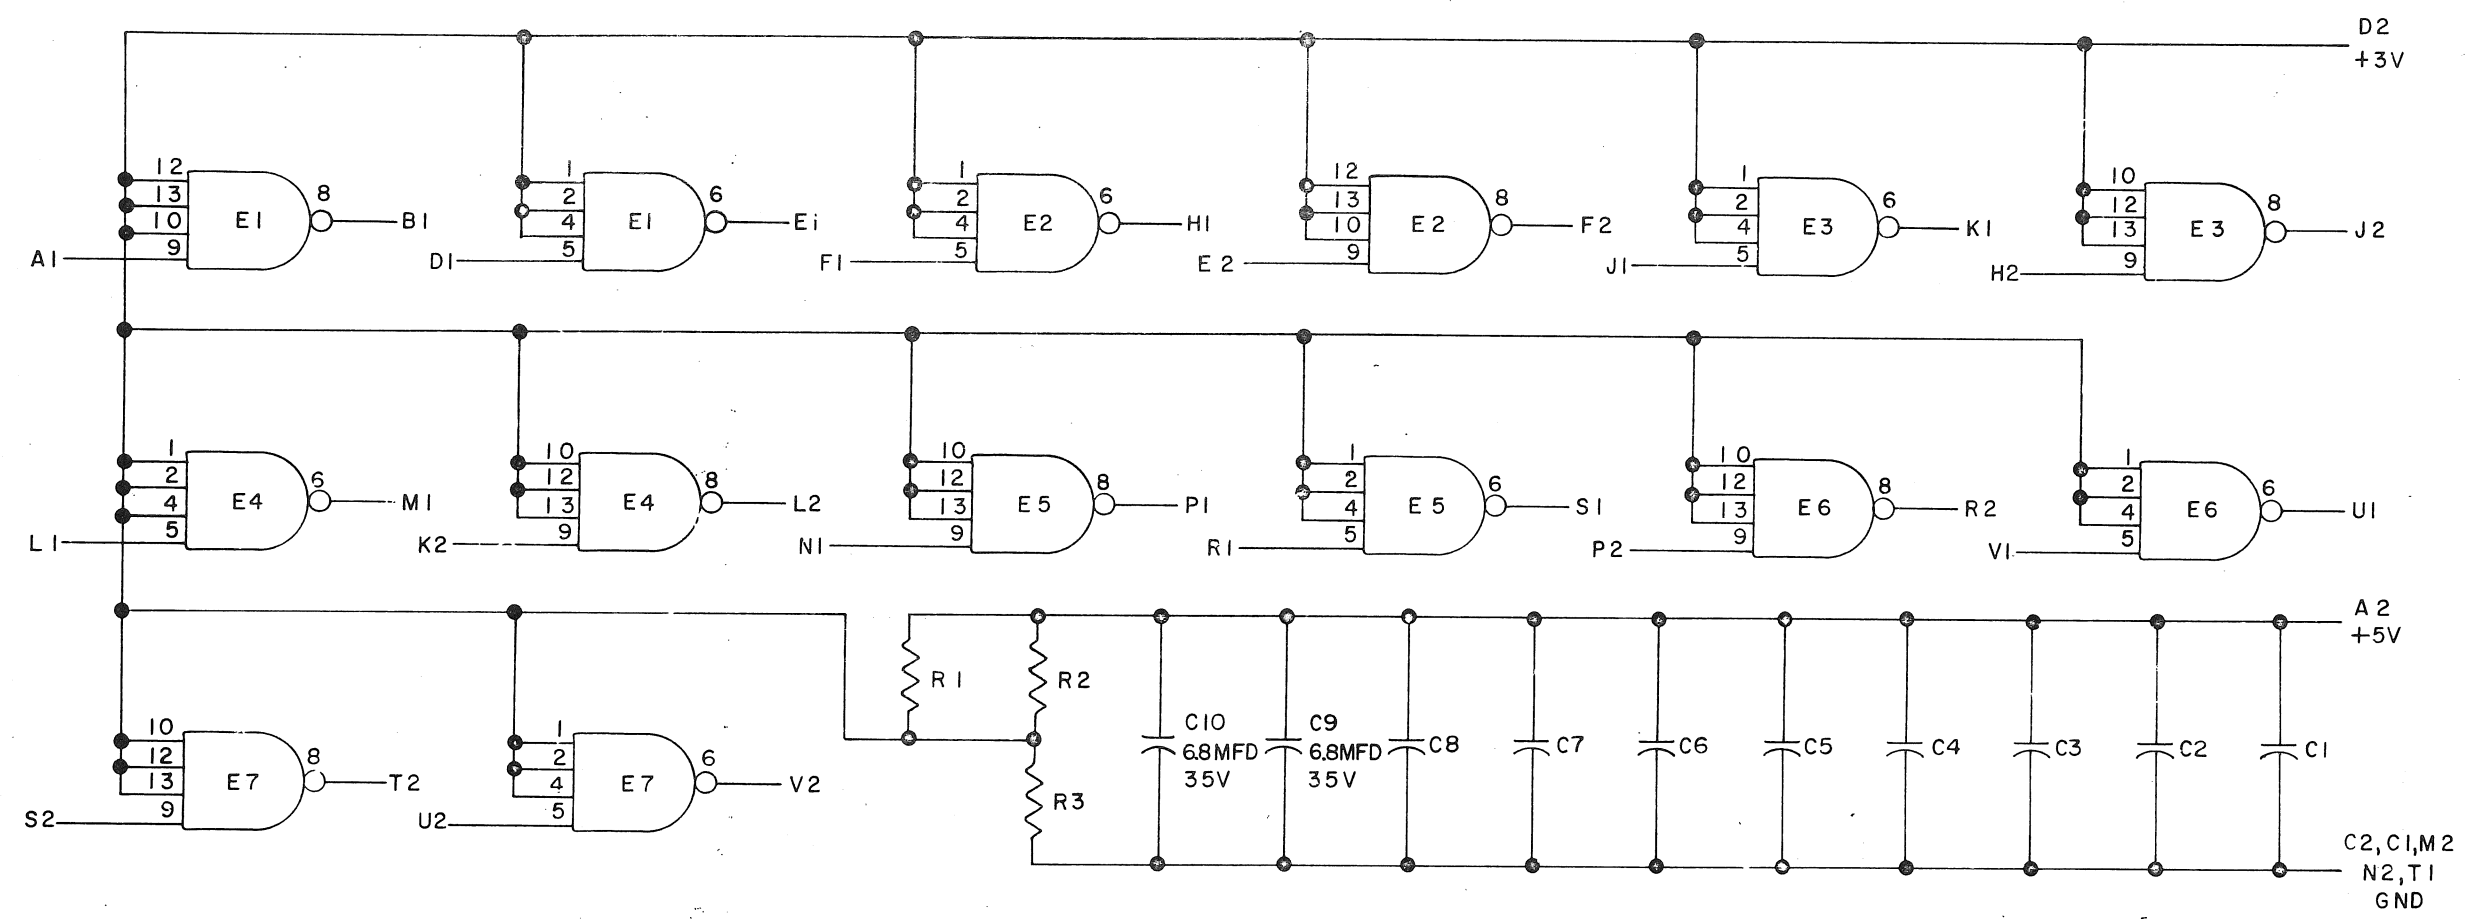 D2
+3V
12
13
10
9
E1
8
A1
B1
1
2
4
5
E1
6
D1
Ei
1
2
4
5
E2
6
F1
H1
12
13
10
9
E2
8
E2
F2
1
2
4
5
E3
6
J1
K1
10
12
13
9
E3
8
H2
J2
1
2
4
5
E4
6
L1
M1
10
12
13
9
E4
8
K2
L2
10
12
13
9
E5
8
N1
P1
1
2
4
5
E5
6
R1
S1
10
12
13
9
E6
8
P2
R2
1
2
4
5
E6
6
V1
U1
A2
+5V
10
12
13
9
E7
8
S2
T2
1
2
4
5
E7
6
U2
V2
R1
R2
R3
C10
6.8MFD
35V
C9
6.8MFD
35V
C8
C7
C6
C5
C4
C3
C2
C1
C2,C1,M2
N2,T1
GND